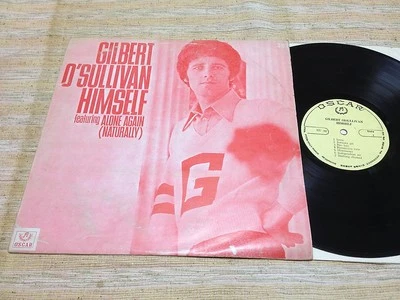 GILBERT
O'SULLIVAN
HIMSELF
featuring ALONE AGAIN
(NATURALLY)
G
OSCAR
OSCAR
GILBERT O'SULLIVAN
HIMSELF